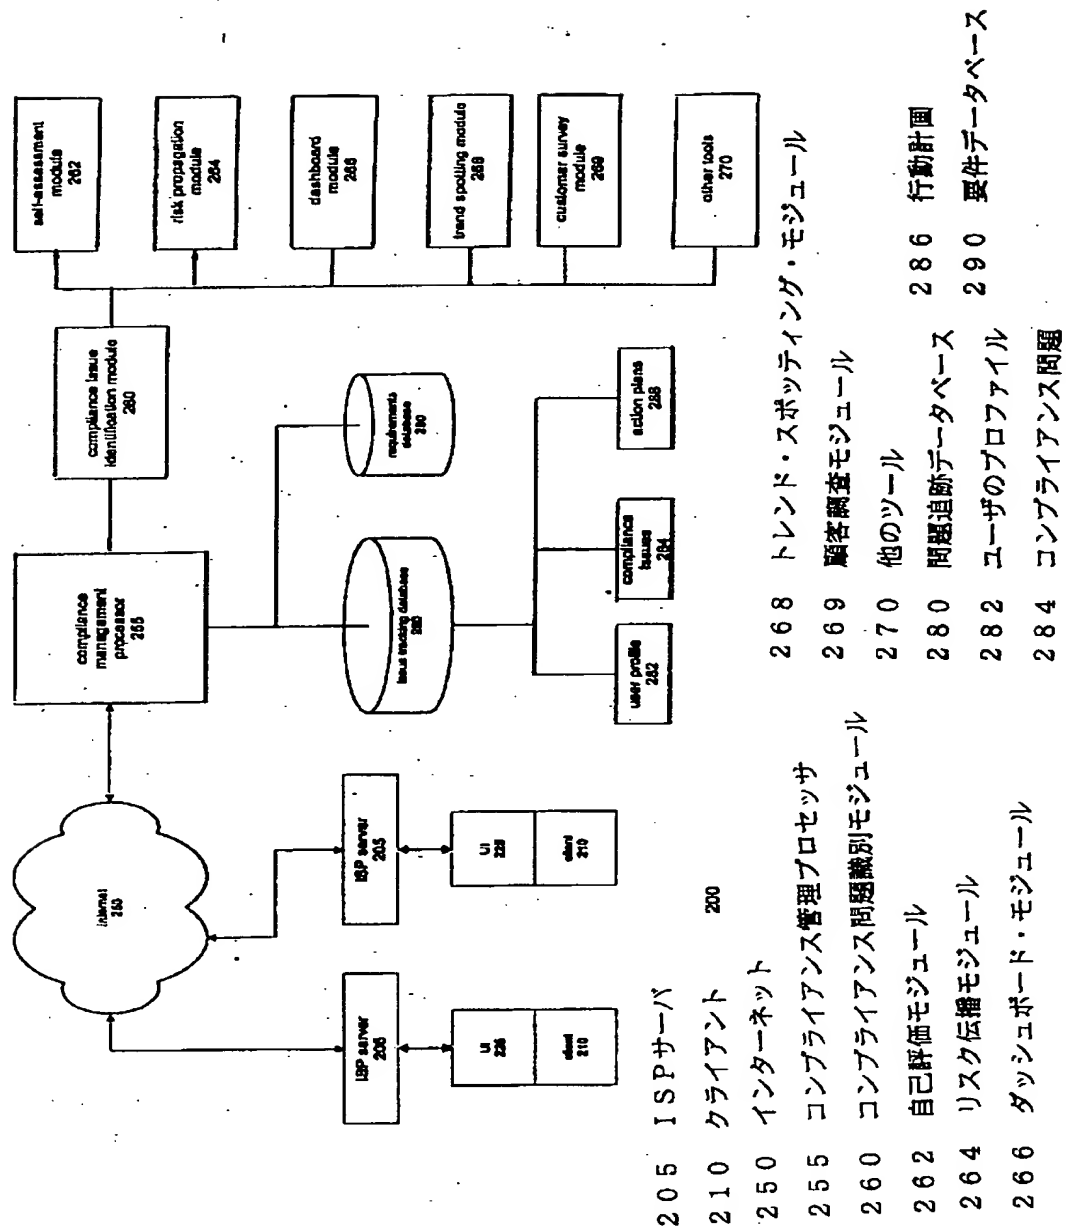 Internet
250
compliance
management
processor
255
compliance issue
identification module
260
self-assessment
module
262
risk propagation
module
264
dashboard
module
266
trend spotting module
268
customer survey
module
269
other tools
270
ISP server
205
ISP server
205
UI
225
client
210
UI
225
client
210
200
issue tracking database
280
requirements
database
290
user profile
282
compliance
issues
284
action plans
286
205 ISPサーバ
210 クライアント
250 インターネット
255 コンプライアンス管理プロセッサ
260 コンプライアンス問題識別モジュール
262 自己評価モジュール
264 リスク伝播モジュール
266 ダッシュボード・モジュール
268 トレンド・スポッティング・モジュール
269 顧客調査モジュール
270 他のツール
280 問題追跡データベース
282 ユーザのプロファイル
284 コンプライアンス問題
286 行動計画
290 要件データベース